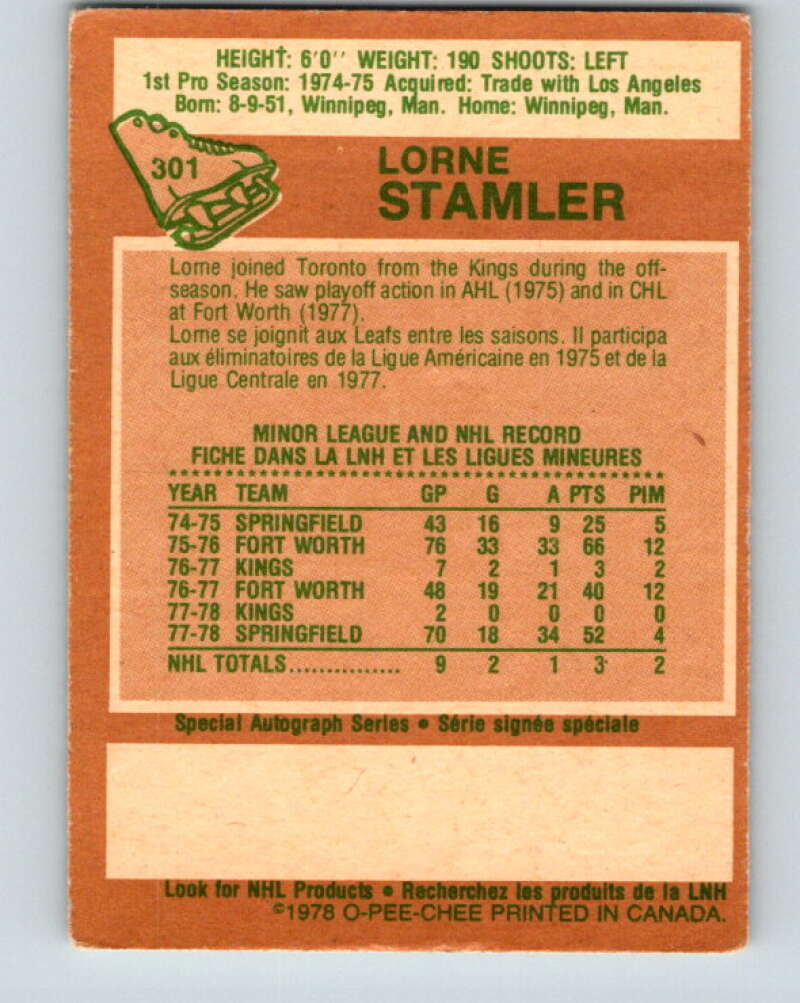 HEIGHT: 6'0'' WEIGHT: 190 SHOOTS: LEFT
1st Pro Season: 1974-75 Acquired: Trade with Los Angeles
Born: 8-9-51, Winnipeg, Man. Home: Winnipeg, Man.
301
LORNE
STAMLER
Lorne joined Toronto from the Kings during the off-
season. He saw playoff action in AHL (1975) and in CHL
at Fort Worth (1977).
Lorne se joignit aux Leafs entre les saisons. Il participa
aux éliminatoires de la Ligue Américaine en 1975 et de la
Ligue Centrale en 1977.
MINOR LEAGUE AND NHL RECORD
FICHE DANS LA LNH ET LES LIGUES MINEURES
YEAR TEAM GP G A PTS PIM
74-75 SPRINGFIELD 43 16 9 25 5
75-76 FORT WORTH 76 33 33 66 12
76-77 KINGS 7 2 1 3 2
76-77 FORT WORTH 48 19 21 40 12
77-78 KINGS 2 0 0 0 0
77-78 SPRINGFIELD 70 18 34 52 4
NHL TOTALS............... 9 2 1 3 2
Special Autograph Series • Série signée spéciale
Look for NHL Products • Recherchez les produits de la LNH
©1978 O-PEE-CHEE PRINTED IN CANADA.